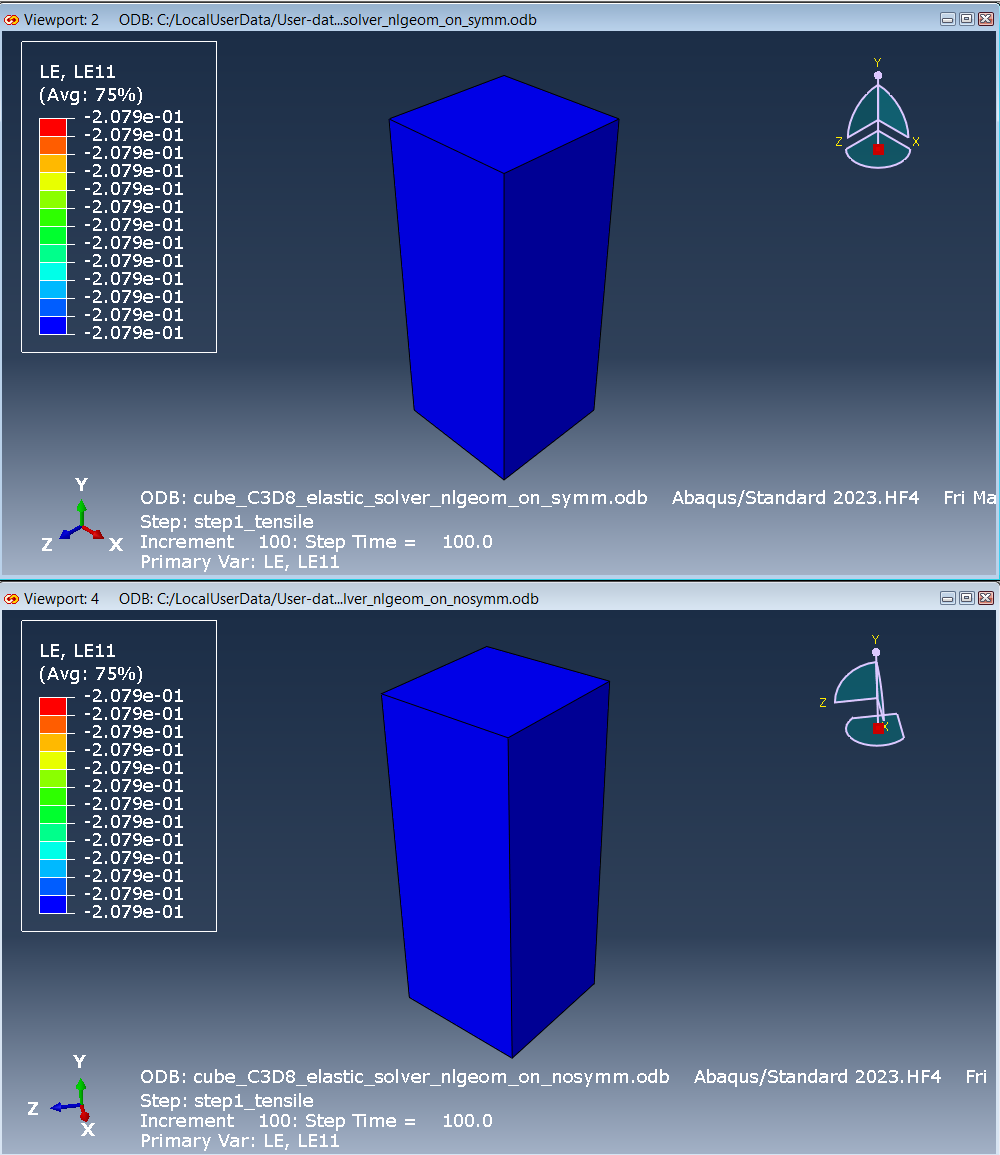 Viewport: 2 ODB: C:/LocalUserData/User-dat...solver_nlgeom_on_symm.odb
LE, LE11
(Avg: 75%)
-2.079e-01
-2.079e-01
-2.079e-01
-2.079e-01
-2.079e-01
-2.079e-01
-2.079e-01
-2.079e-01
-2.079e-01
-2.079e-01
-2.079e-01
-2.079e-01
-2.079e-01
Y
Z
X
Y
Z
X
ODB: cube_C3D8_elastic_solver_nlgeom_on_symm.odb Abaqus/Standard 2023.HF4 Fri Ma
Step: step1_tensile
Increment 100: Step Time = 100.0
Primary Var: LE, LE11
Viewport: 4 ODB: C:/LocalUserData/User-dat...lver_nlgeom_on_nosymm.odb
LE, LE11
(Avg: 75%)
-2.079e-01
-2.079e-01
-2.079e-01
-2.079e-01
-2.079e-01
-2.079e-01
-2.079e-01
-2.079e-01
-2.079e-01
-2.079e-01
-2.079e-01
-2.079e-01
-2.079e-01
Y
Z
X
Y
Z
X
ODB: cube_C3D8_elastic_solver_nlgeom_on_nosymm.odb Abaqus/Standard 2023.HF4 Fri
Step: step1_tensile
Increment 100: Step Time = 100.0
Primary Var: LE, LE11